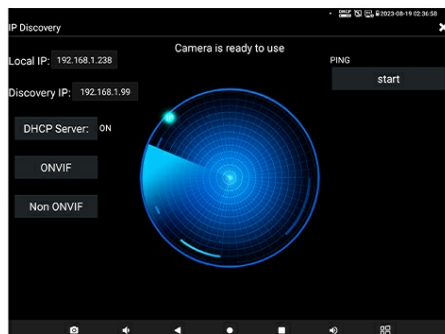 DHCP 2023-08-19 02:36:58
IP Discovery
Camera is ready to use
Local IP: 192.168.1.238
PING
start
Discovery IP: 192.168.1.99
DHCP Server: ON
ONVIF
Non ONVIF